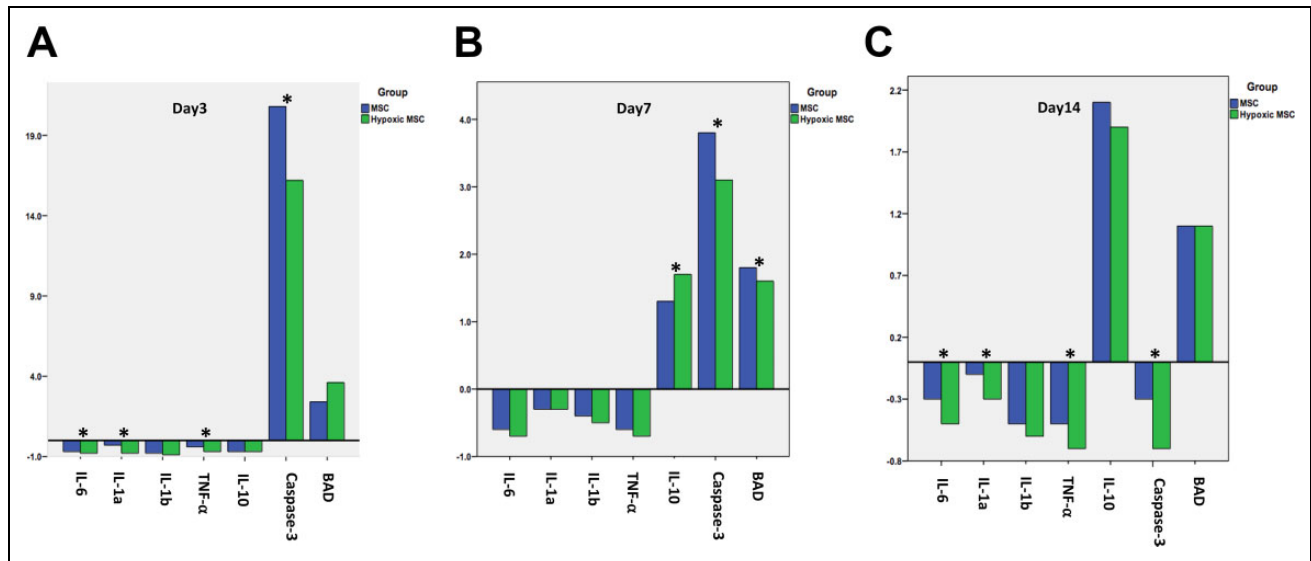 A
Day3
Group
MSC
Hypoxic MSC
19.0
14.0
9.0
4.0
-1.0
*
*
*
*
IL-6
IL-1a
IL-1b
TNF-α
IL-10
Caspase-3
BAD
B
Day7
Group
MSC
Hypoxic MSC
4.0
3.0
2.0
1.0
0.0
-1.0
*
*
*
IL-6
IL-1a
IL-1b
TNF-α
IL-10
Caspase-3
BAD
C
Day14
Group
MSC
Hypoxic MSC
2.2
1.7
1.2
0.7
0.2
-0.3
-0.8
*
*
*
*
IL-6
IL-1a
IL-1b
TNF-α
IL-10
Caspase-3
BAD